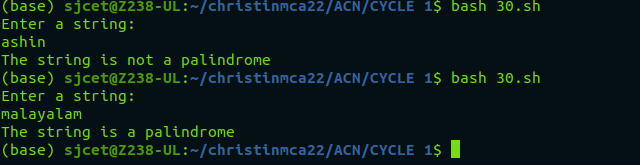 (base) sjcet@Z238-UL:~/christinmca22/ACN/CYCLE 1$ bash 30.sh
Enter a string:
ashin
The string is not a palindrome
(base) sjcet@Z238-UL:~/christinmca22/ACN/CYCLE 1$ bash 30.sh
Enter a string:
malayalam
The string is a palindrome
(base) sjcet@Z238-UL:~/christinmca22/ACN/CYCLE 1$